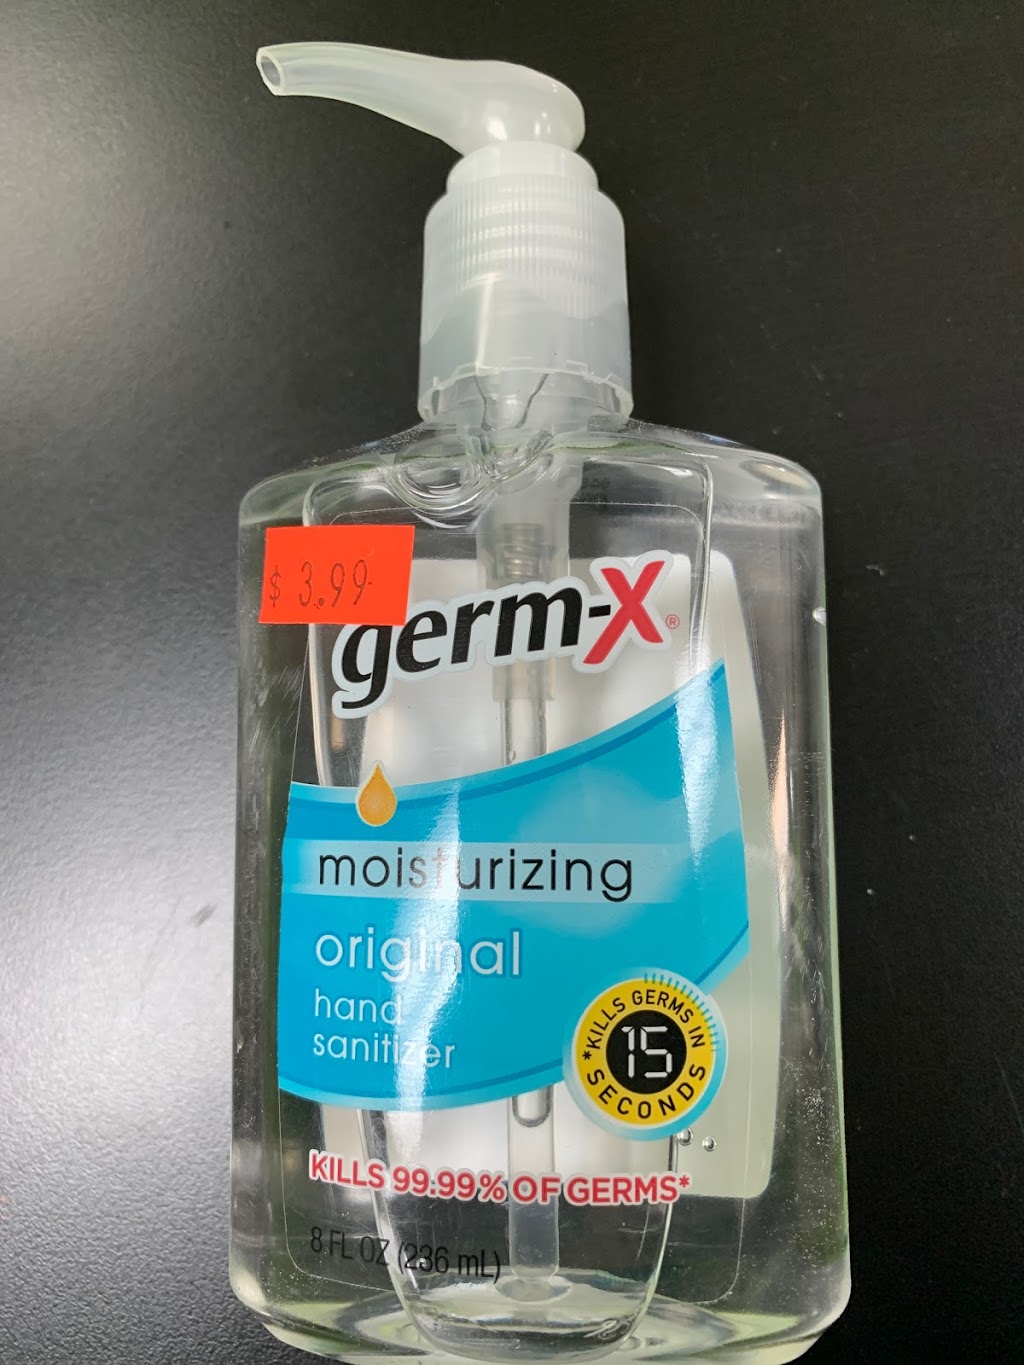 $ 3.99
germ-X®
moisturizing
original
hand
sanitizer
*KILLS GERMS IN
15
SECONDS
KILLS 99.99% OF GERMS*
8 FL OZ (236 mL)